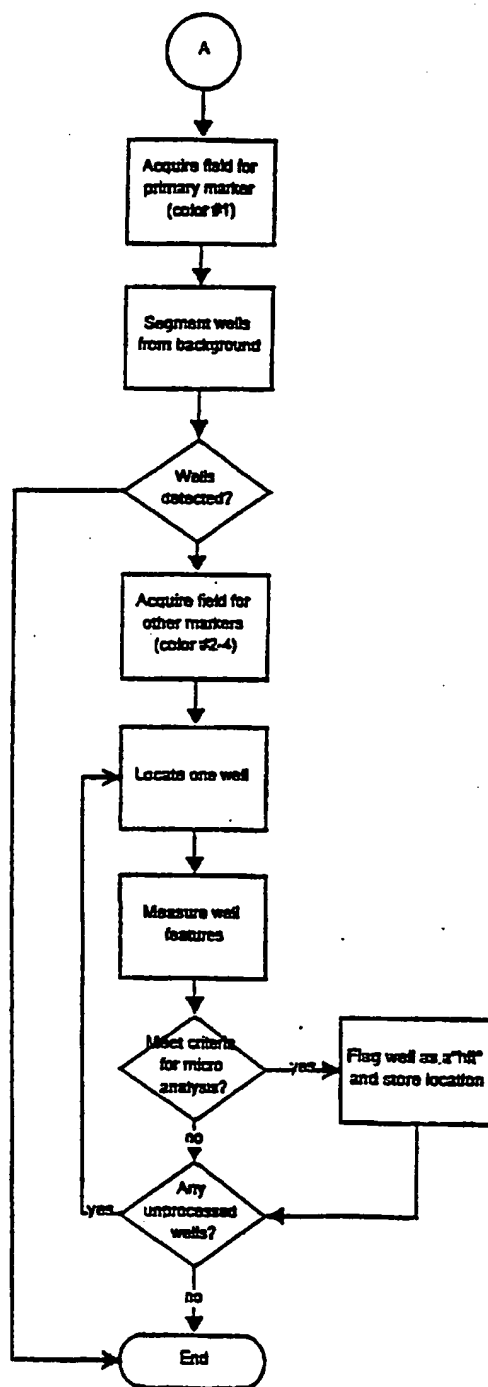 A
Acquire field for
primary marker
(color #1)
Segment wells
from background
Wells
detected?
Acquire field for
other markers
(color #2-4)
Locate one well
Measure well
features
Meet criteria
for micro
analysis?
yes
Flag well as a "hit"
and store location
no
Any
unprocessed
wells?
yes
no
End